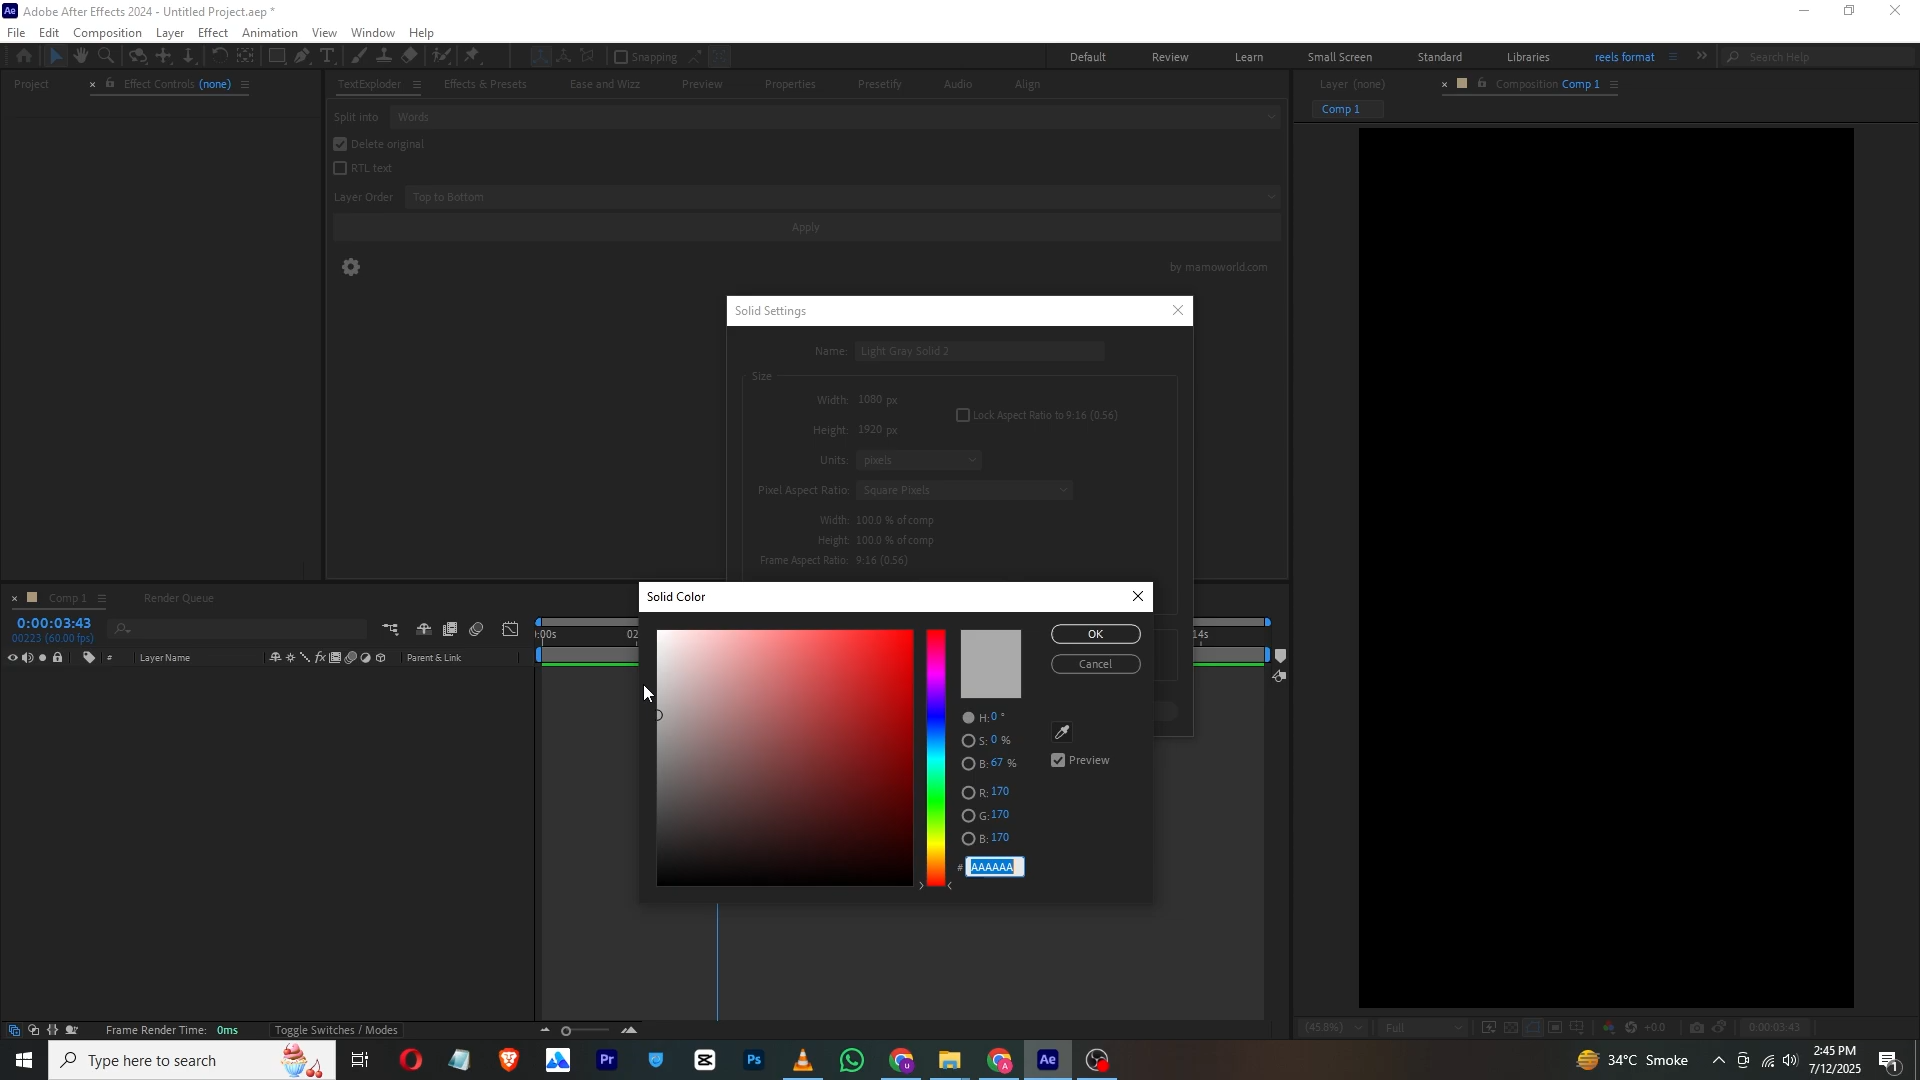 Adobe After Effects 2024 - Untitled Project.aep *
File Edit Composition Layer Effect Animation View Window Help
Snapping
Default Review Learn Small Screen Standard Libraries reels format Search Help
Project Effect Controls (none)
TextExploder Effects & Presets Ease and Wizz Preview Properties Presetify Audio Align
Layer (none) Composition Comp 1
Comp 1
Split into Words
Delete original
RTL text
Layer Order Top to Bottom
Apply
by mamoworld.com
Solid Settings
Name: Light Gray Solid 2
Size
Width: 1080 px
Lock Aspect Ratio to 9:16 (0.56)
Height: 1920 px
Units: pixels
Pixel Aspect Ratio: Square Pixels
Width: 100.0 % of comp
Height: 100.0 % of comp
Frame Aspect Ratio: 9:16 (0.56)
Solid Color
OK
Cancel
H: 0 °
S: 0 %
B: 67 %
R: 170
G: 170
B: 170
# AAAAAA
Preview
Comp 1 Render Queue
0:00:03:43
00223 (60.00 fps)
:00s 02 14s
# Layer Name Parent & Link
Frame Render Time: 0ms Toggle Switches / Modes
(45.8%) Full +0.0 0:00:03:43
Type here to search
34°C Smoke
2:45 PM
7/12/2025
1